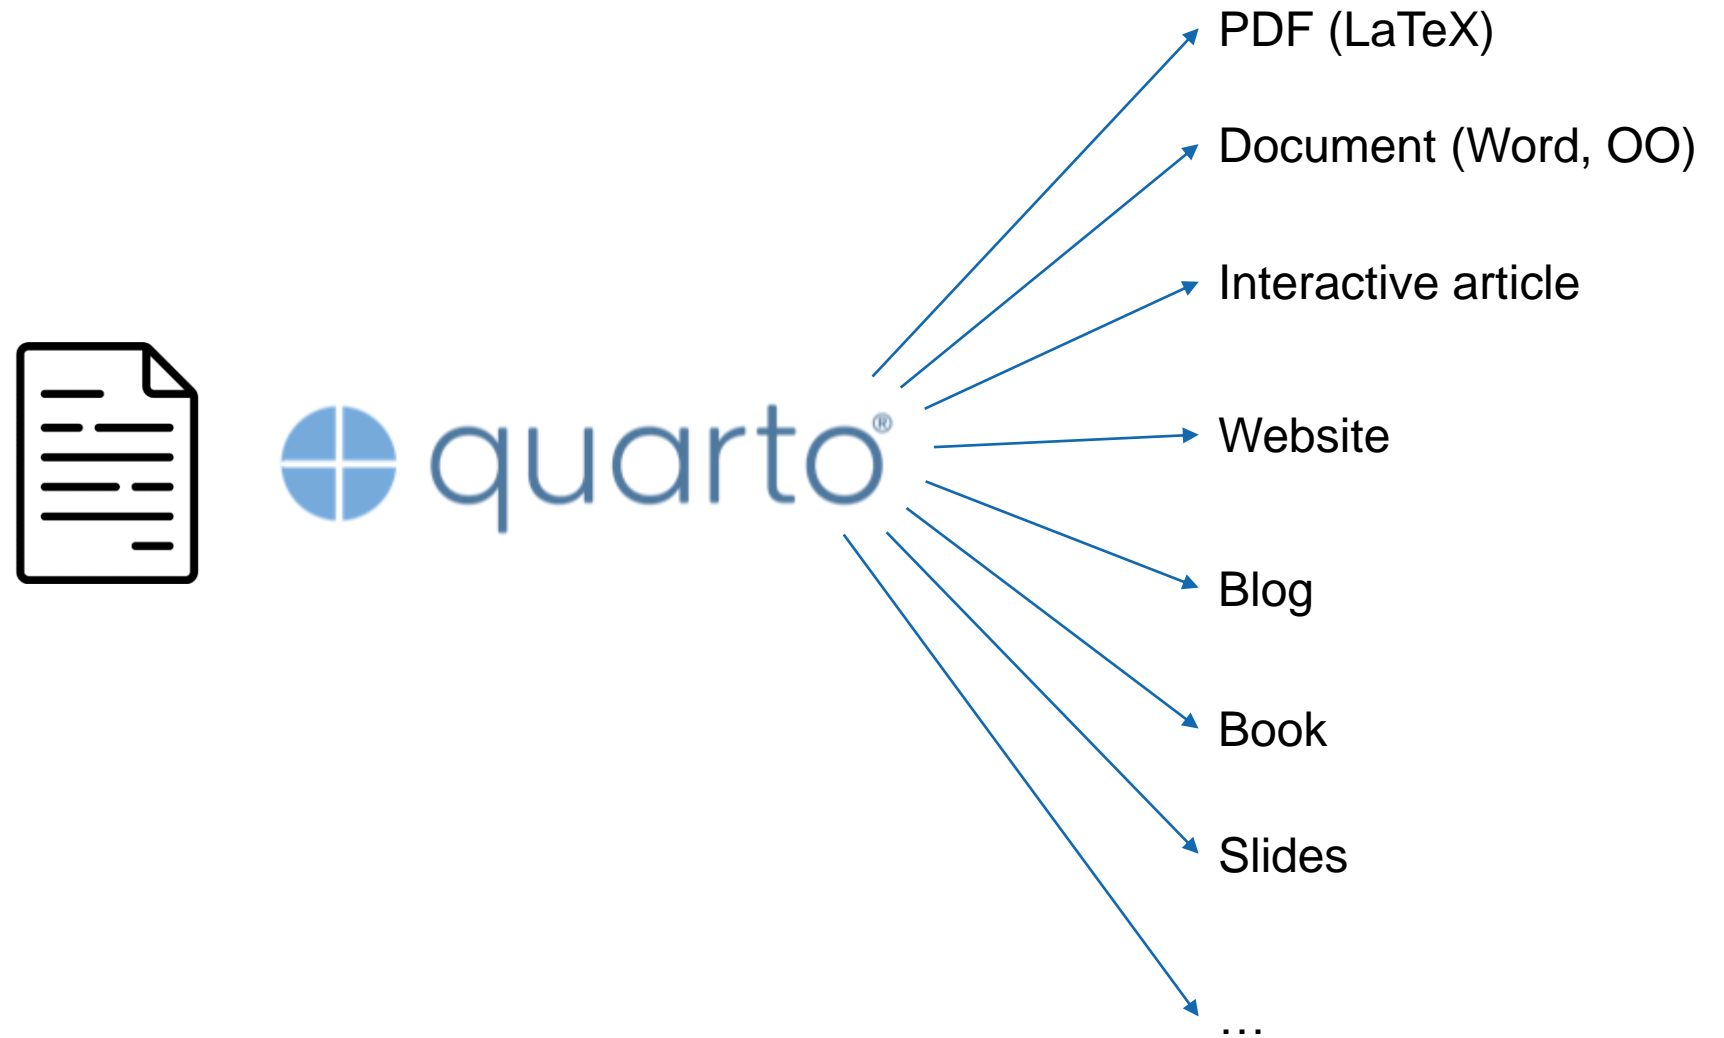 PDF (LaTeX)
Document (Word, OO)
Interactive article
quarto®
Website
Blog
Book
Slides
…